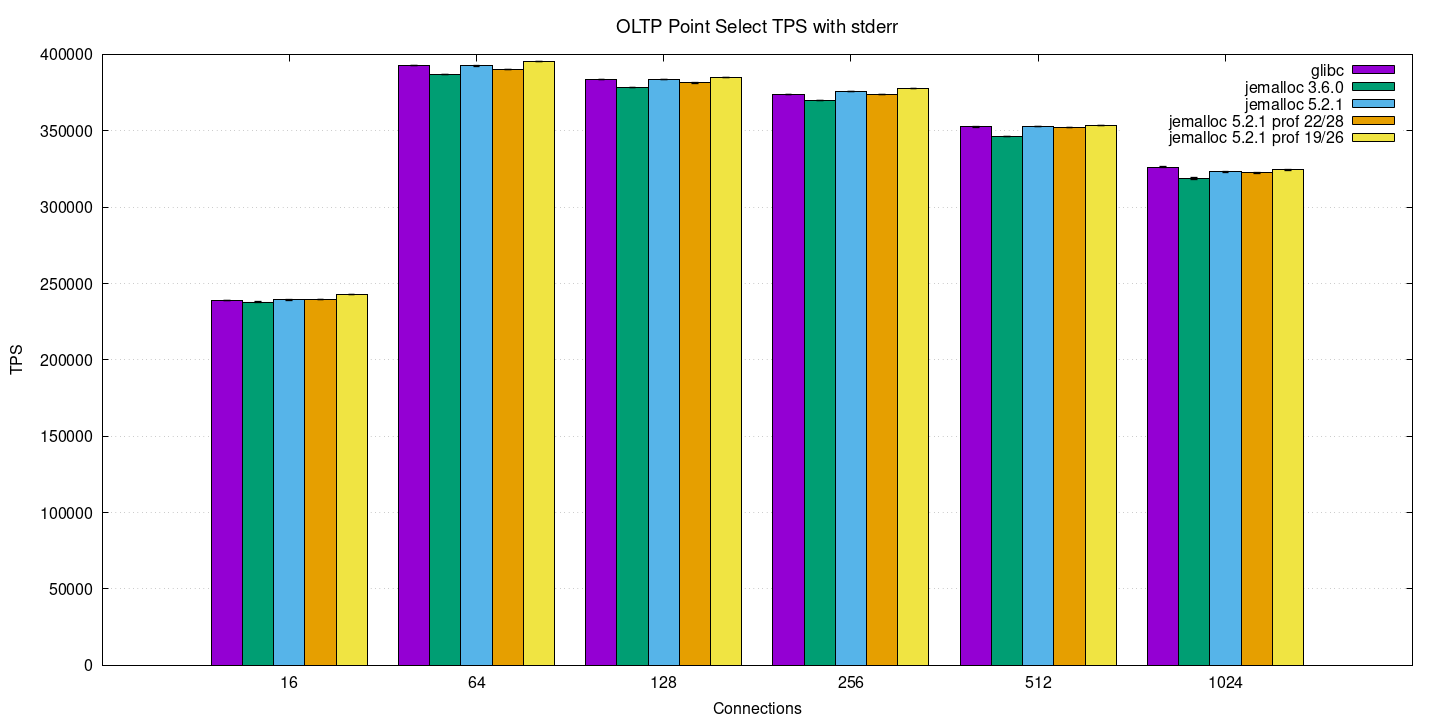 OLTP Point Select TPS with stderr
400000
350000
300000
250000
200000
150000
100000
50000
0
TPS
glibc
jemalloc 3.6.0
jemalloc 5.2.1
jemalloc 5.2.1 prof 22/28
jemalloc 5.2.1 prof 19/26
16 64 128 256 512 1024
Connections